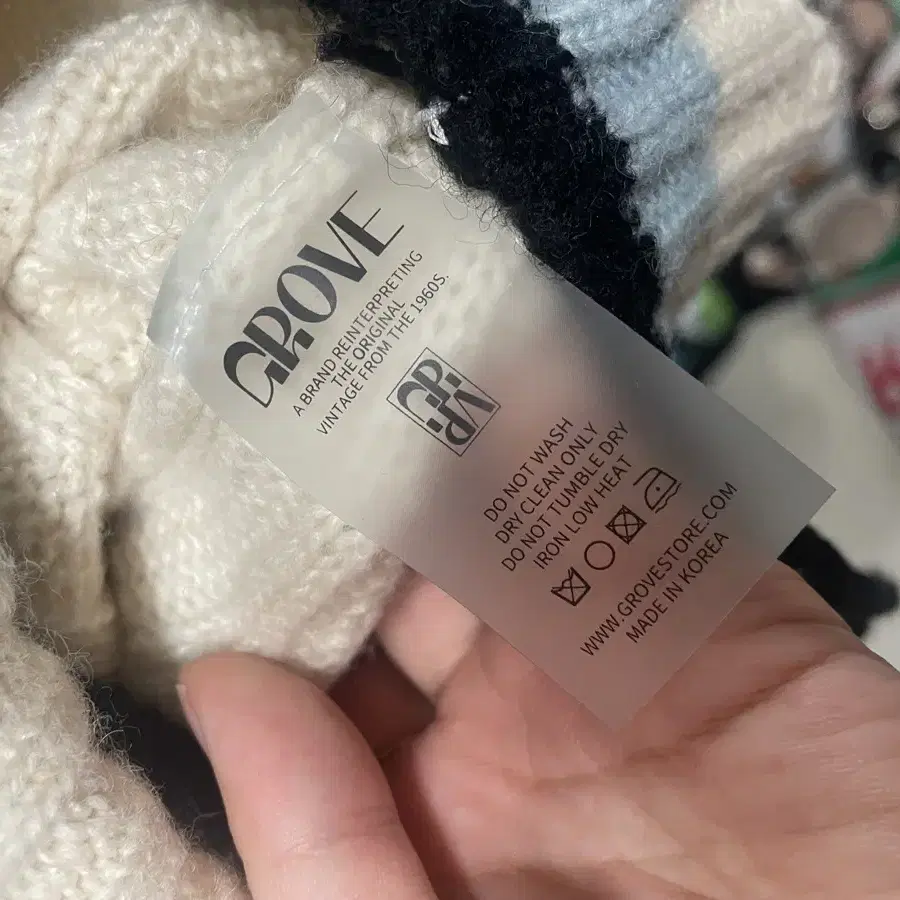 GROVE
A BRAND REINTERPRETING
THE ORIGINAL
VINTAGE FROM THE 1960S.
DO NOT WASH
DRY CLEAN ONLY
DO NOT TUMBLE DRY
IRON LOW HEAT
WWW.GROVESTORE.COM
MADE IN KOREA